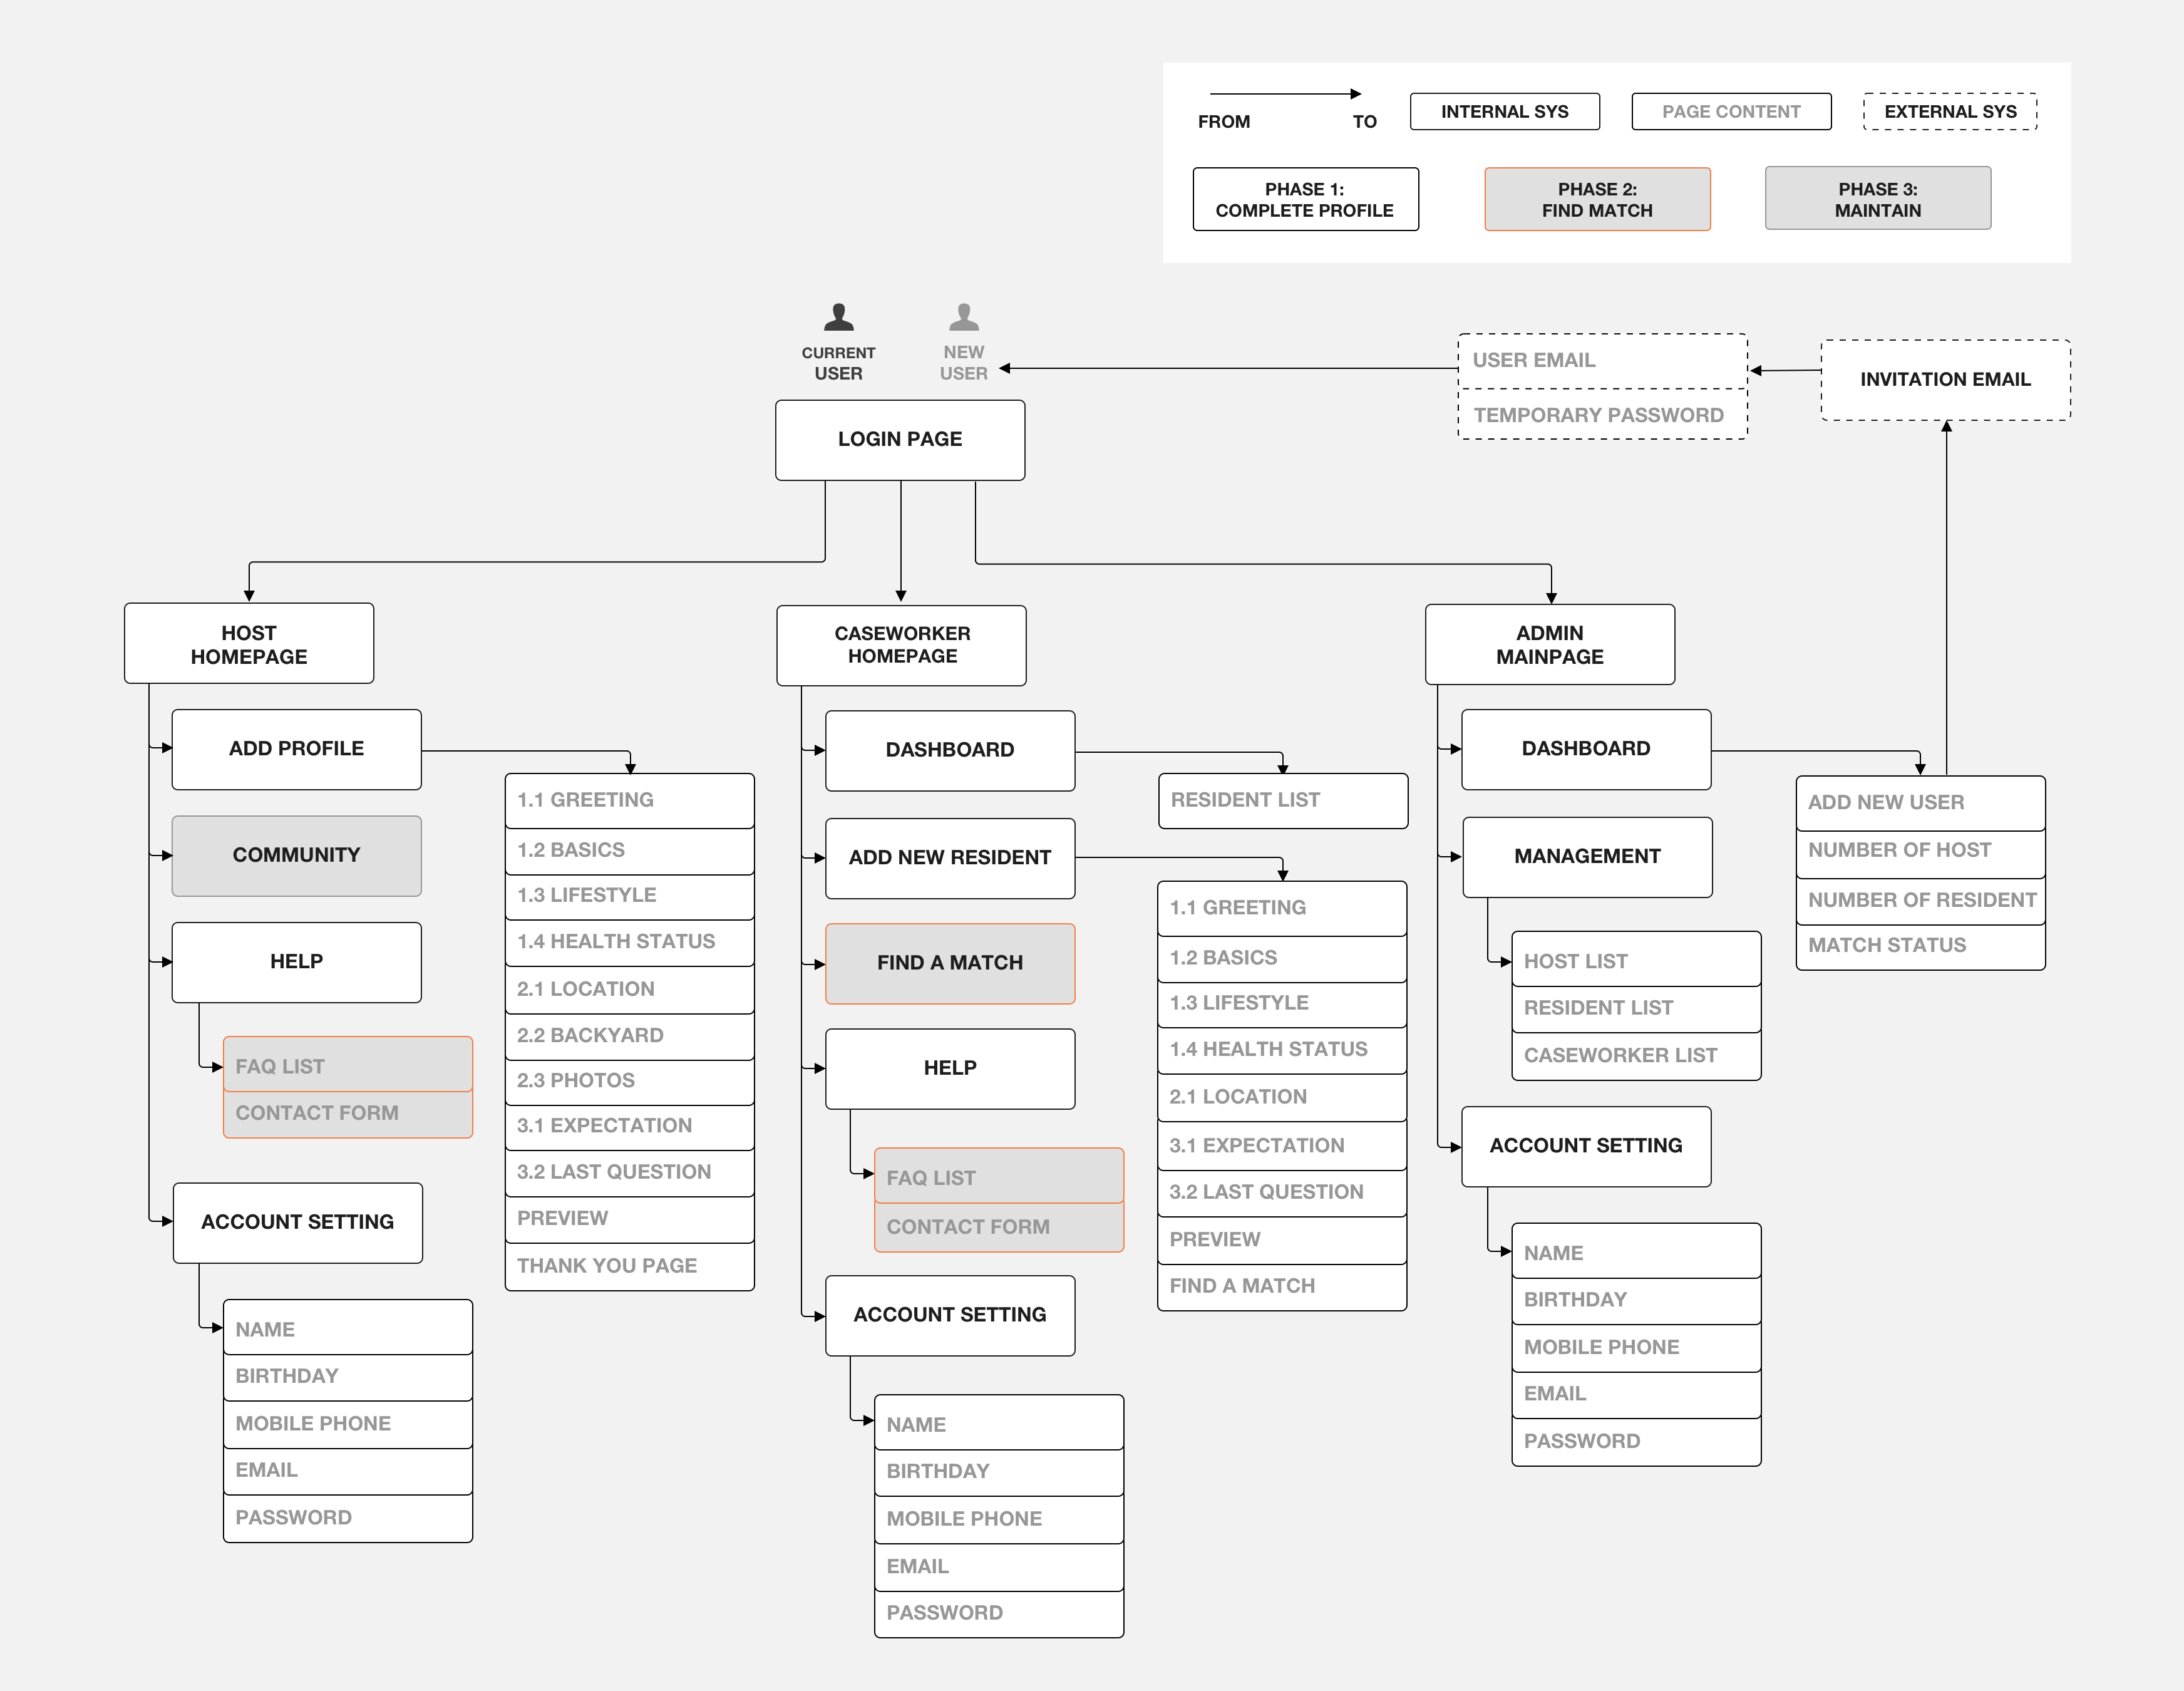 FROM
TO
INTERNAL SYS
PAGE CONTENT
EXTERNAL SYS
PHASE 1:
COMPLETE PROFILE
PHASE 2:
FIND MATCH
PHASE 3:
MAINTAIN
CURRENT
USER
NEW
USER
USER EMAIL
TEMPORARY PASSWORD
INVITATION EMAIL
LOGIN PAGE
HOST
HOMEPAGE
ADD PROFILE
COMMUNITY
HELP
FAQ LIST
CONTACT FORM
ACCOUNT SETTING
NAME
BIRTHDAY
MOBILE PHONE
EMAIL
PASSWORD
1.1 GREETING
1.2 BASICS
1.3 LIFESTYLE
1.4 HEALTH STATUS
2.1 LOCATION
2.2 BACKYARD
2.3 PHOTOS
3.1 EXPECTATION
3.2 LAST QUESTION
PREVIEW
THANK YOU PAGE
CASEWORKER
HOMEPAGE
DASHBOARD
ADD NEW RESIDENT
FIND A MATCH
HELP
FAQ LIST
CONTACT FORM
ACCOUNT SETTING
NAME
BIRTHDAY
MOBILE PHONE
EMAIL
PASSWORD
RESIDENT LIST
1.1 GREETING
1.2 BASICS
1.3 LIFESTYLE
1.4 HEALTH STATUS
2.1 LOCATION
3.1 EXPECTATION
3.2 LAST QUESTION
PREVIEW
FIND A MATCH
ADMIN
MAINPAGE
DASHBOARD
MANAGEMENT
HOST LIST
RESIDENT LIST
CASEWORKER LIST
ACCOUNT SETTING
NAME
BIRTHDAY
MOBILE PHONE
EMAIL
PASSWORD
ADD NEW USER
NUMBER OF HOST
NUMBER OF RESIDENT
MATCH STATUS